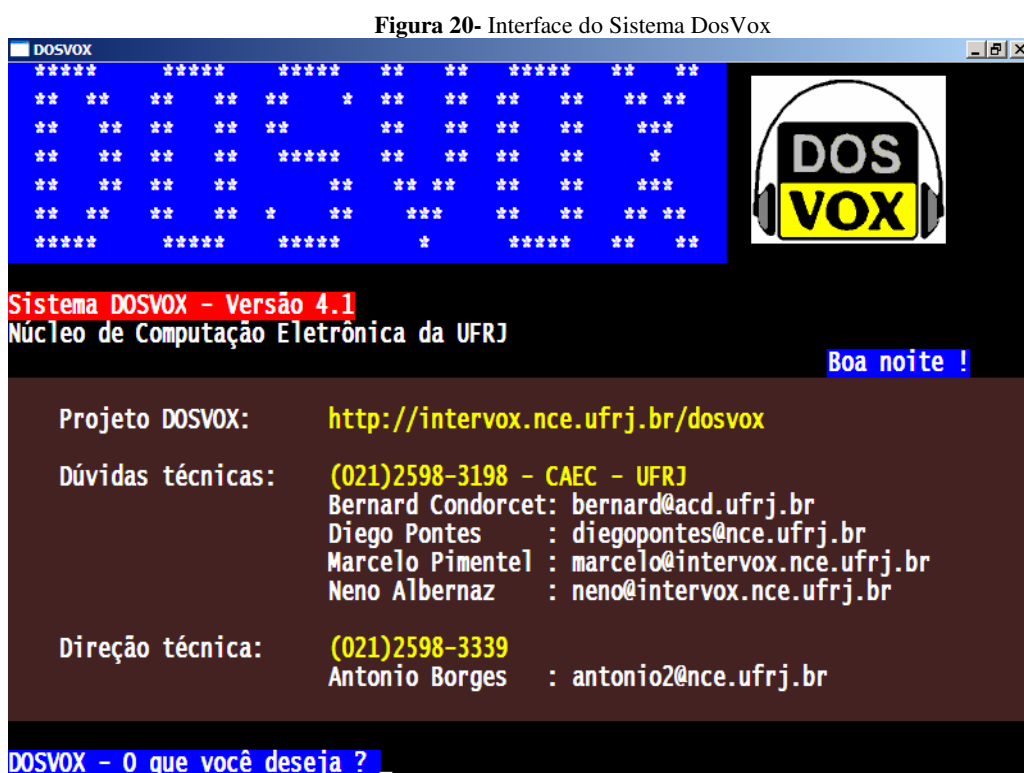 Figura 20- Interface do Sistema DosVox
DOSVOX
DOSVOX
DOS
VOX
Sistema DOSVOX - Versão 4.1
Núcleo de Computação Eletrônica da UFRJ
Boa noite !
Projeto DOSVOX: http://intervox.nce.ufrj.br/dosvox
Dúvidas técnicas: (021)2598-3198 - CAEC - UFRJ
Bernard Condorcet: bernard@acd.ufrj.br
Diego Pontes : diegopontes@nce.ufrj.br
Marcelo Pimentel : marcelo@intervox.nce.ufrj.br
Neno Albernaz : neno@intervox.nce.ufrj.br
Direção técnica: (021)2598-3339
Antonio Borges : antonio2@nce.ufrj.br
DOSVOX - O que você deseja ? _